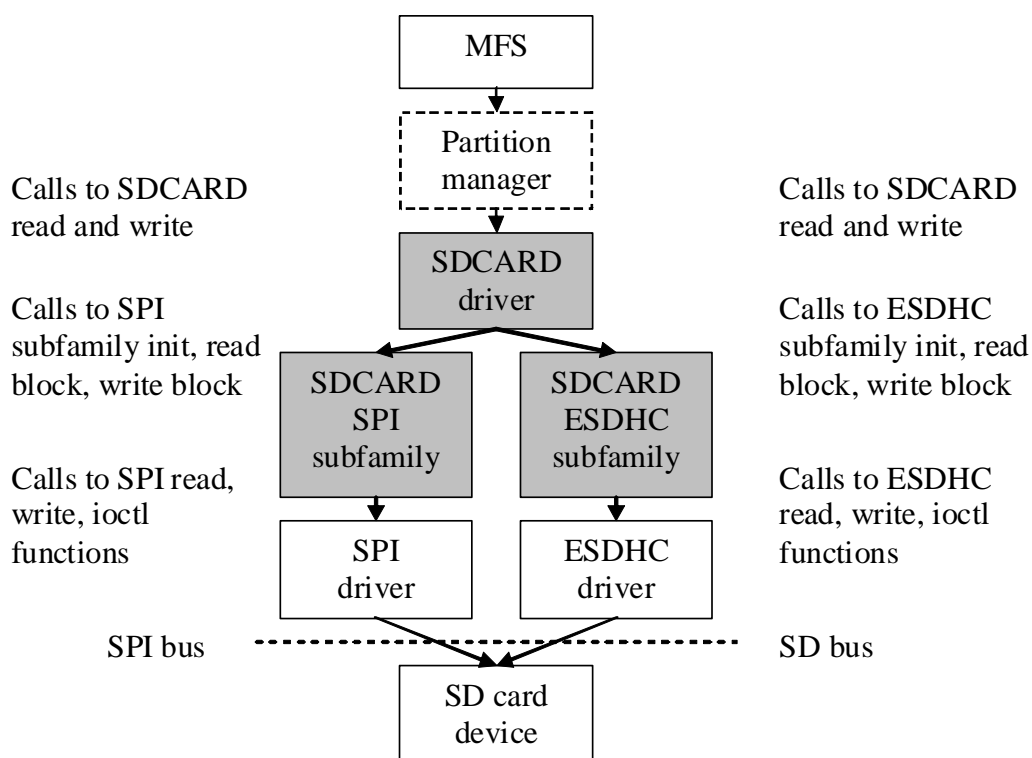 MFS
Partition
manager
Calls to SDCARD
read and write
Calls to SDCARD
read and write
SDCARD
driver
Calls to SPI
subfamily init, read
block, write block
Calls to ESDHC
subfamily init, read
block, write block
SDCARD
SPI
subfamily
SDCARD
ESDHC
subfamily
Calls to SPI read,
write, ioctl
functions
Calls to ESDHC
read, write, ioctl
functions
SPI
driver
ESDHC
driver
SPI bus
SD bus
SD card
device